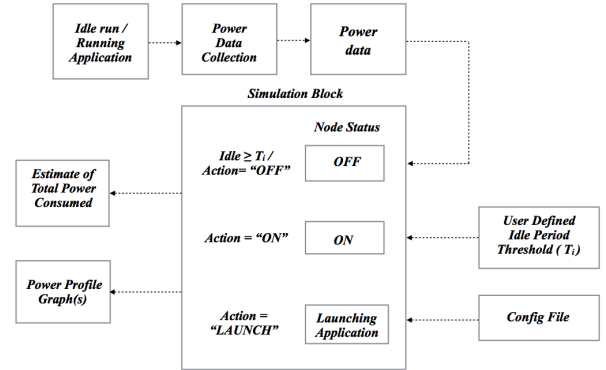 Idle run /
Running
Application
Power
Data
Collection
Power
data
Simulation Block
Node Status
Idle ≥ Ti /
Action= “OFF”
OFF
Estimate of
Total Power
Consumed
Action = “ON”
ON
User Defined
Idle Period
Threshold ( Ti )
Power Profile
Graph(s)
Action =
“LAUNCH”
Launching
Application
Config File